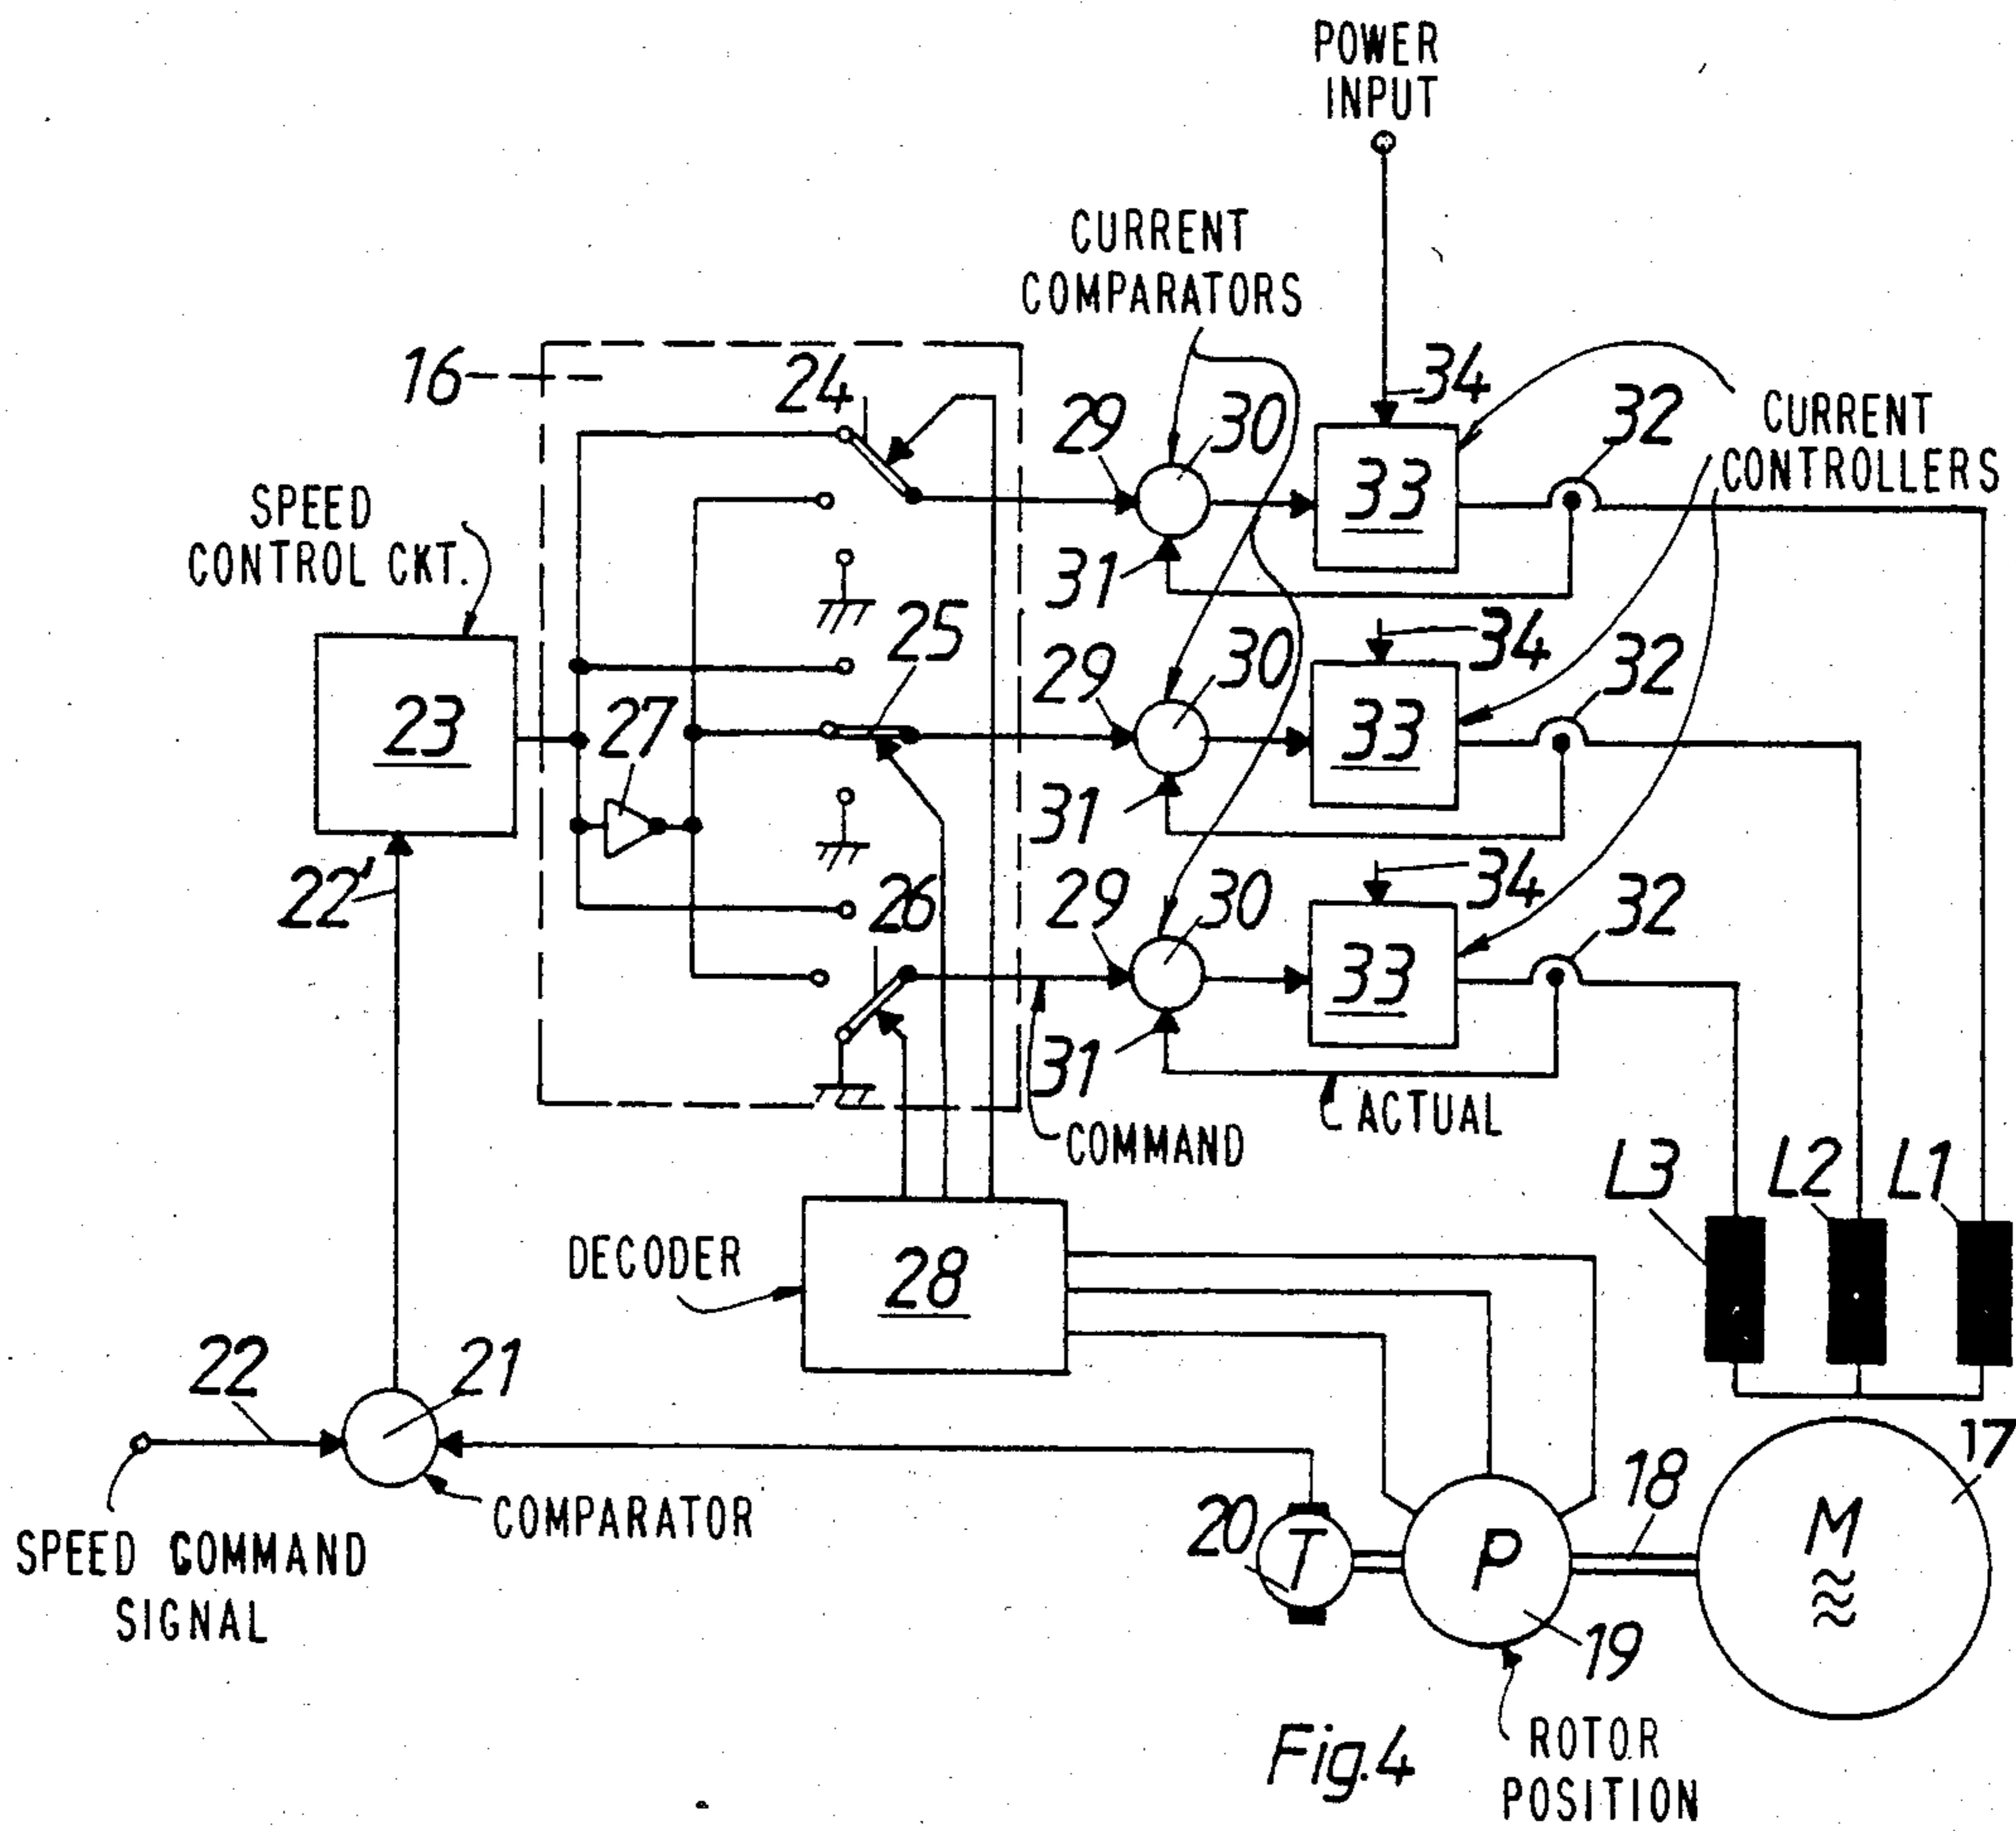 POWER
INPUT
CURRENT
COMPARATORS
16
24
29
30
34
32
CURRENT
CONTROLLERS
33
SPEED
CONTROL CKT.
31
25
29
30
34
32
23
27
33
31
22'
26
29
30
34
32
33
31
ACTUAL
COMMAND
L3
L2
L1
DECODER
28
22
21
17
COMPARATOR
SPEED COMMAND
SIGNAL
20
T
P
18
M
19
Fig.4
ROTOR
POSITION